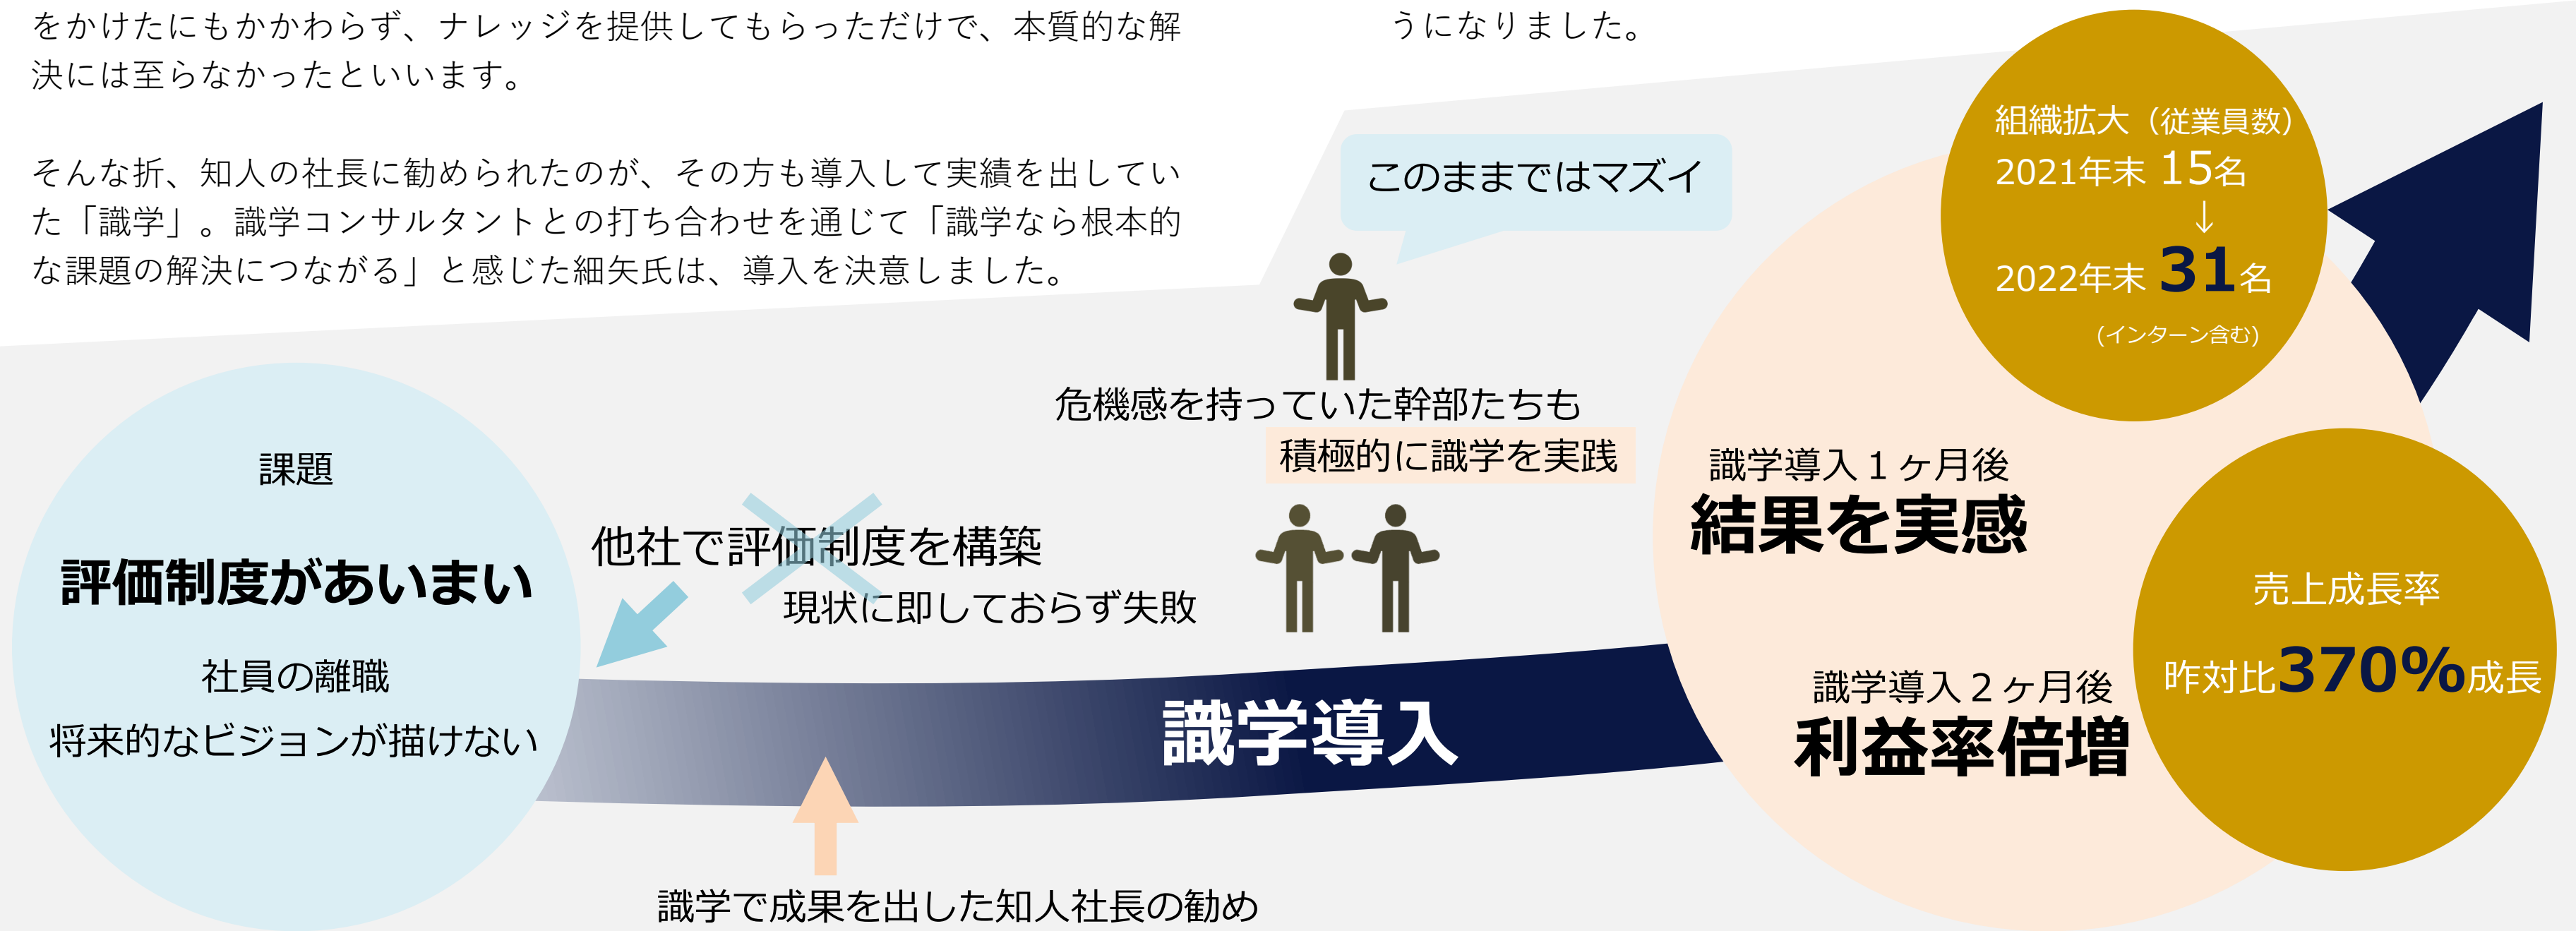 をかけたにもかかわらず、ナレッジを提供してもらっただけで、本質的な解
決には至らなかったといいます。
そんな折、知人の社長に勧められたのが、その方も導入して実績を出してい
た「識学」。識学コンサルタントとの打ち合わせを通じて「識学なら根本的
な課題の解決につながる」と感じた細矢氏は、導入を決意しました。
うになりました。
課題
評価制度があいまい
社員の離職
将来的なビジョンが描けない
他社で評価制度を構築
現状に即しておらず失敗
識学で成果を出した知人社長の勧め
このままではマズイ
危機感を持っていた幹部たちも
積極的に識学を実践
識学導入
識学導入1ヶ月後
結果を実感
識学導入2ヶ月後
利益率倍増
組織拡大（従業員数）
2021年末 15名
↓
2022年末 31名
（インターン含む）
売上成長率
昨対比370%成長